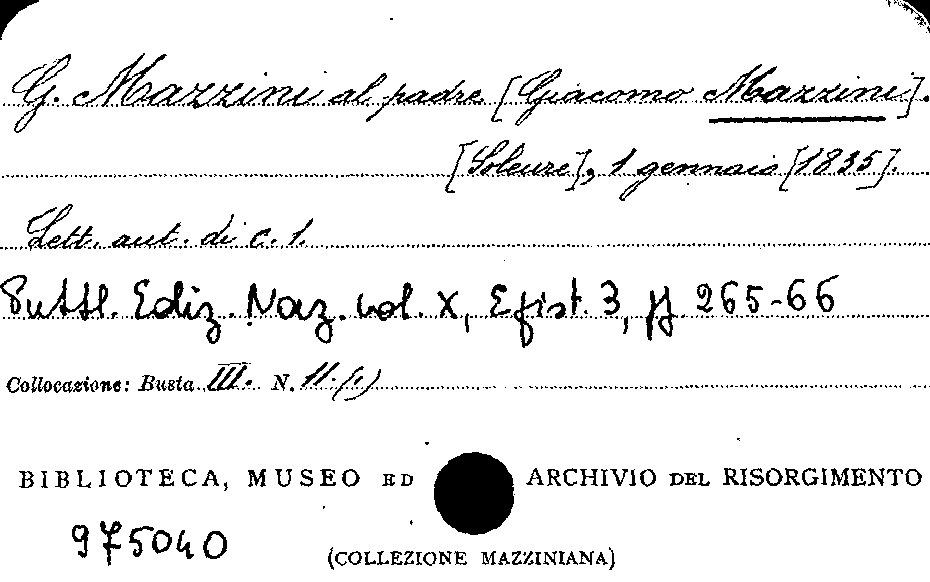 G. Mazzini al padre [Giacomo Mazzini].
[Soleure], 1 gennaio [1835].
Lett. aut. di c. 1.
Pubbl. Ediz. Naz. vol. X, Epist. 3, pp. 265-66
Collocazione: Busta III. N. 11.(1)
BIBLIOTECA, MUSEO ED ARCHIVIO DEL RISORGIMENTO
975040
(COLLEZIONE MAZZINIANA)